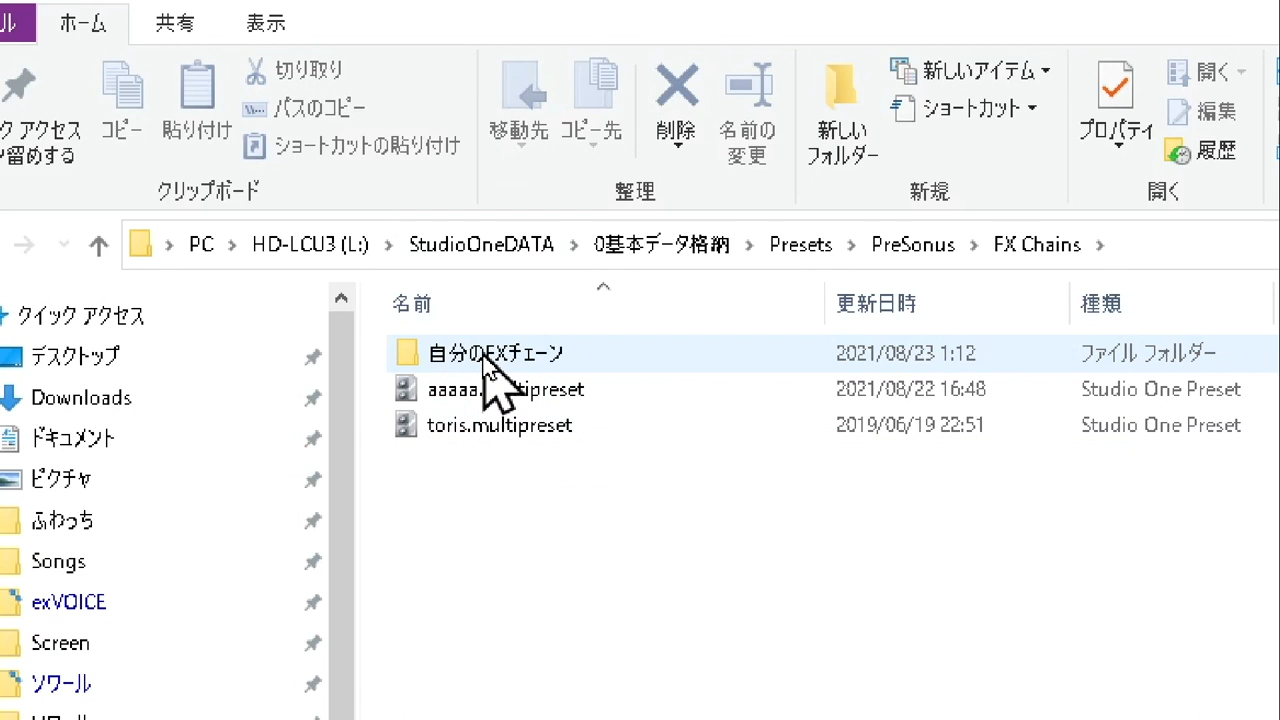 ル ホーム 共有 表示
切り取り
パスのコピー
ショートカットの貼り付け
ク アクセス
留めする
コピー
貼り付け
クリップボード
移動先
コピー先
削除
名前の
変更
整理
新しい
フォルダー
新しいアイテム
ショートカット
新規
プロパティ
開く
編集
履歴
開く
PC › HD-LCU3 (L:) › StudioOneDATA › 0基本データ格納 › Presets › PreSonus › FX Chains ›
クイック アクセス
デスクトップ
Downloads
ドキュメント
ピクチャ
ふわっち
Songs
exVOICE
Screen
ソワール
名前 更新日時 種類
自分のFXチェーン 2021/08/23 1:12 ファイル フォルダー
aaaaa.multipreset 2021/08/22 16:48 Studio One Preset
toris.multipreset 2019/06/19 22:51 Studio One Preset